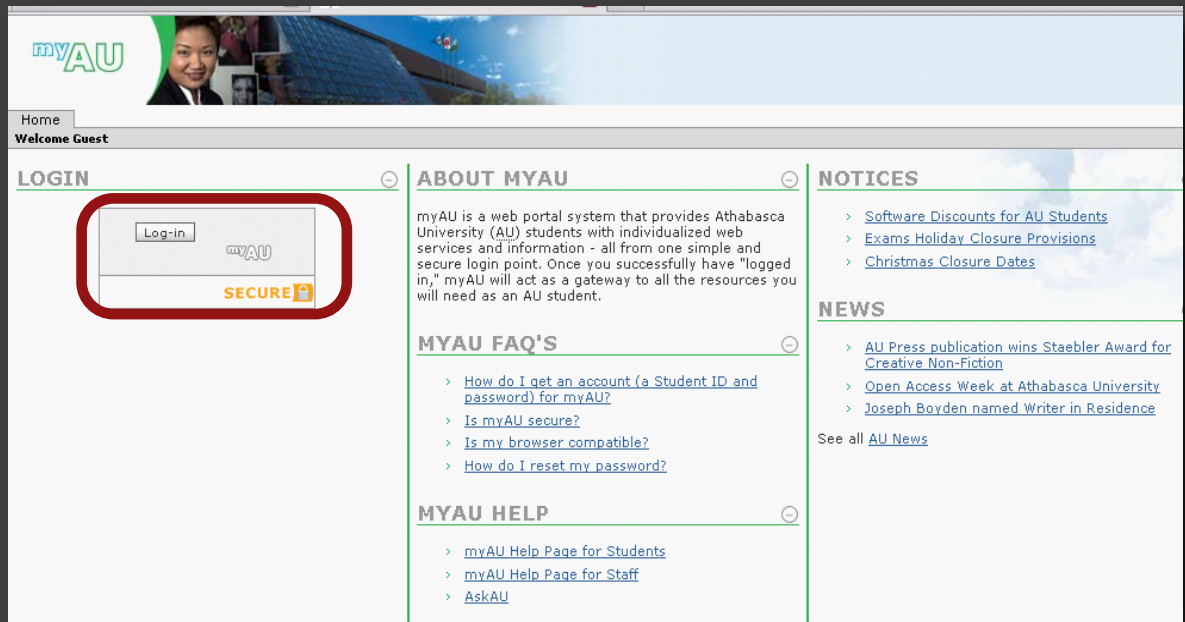 myAU
Home
Welcome Guest
LOGIN
Log-in
myAU
SECURE
ABOUT MYAU
myAU is a web portal system that provides Athabasca
University (AU) students with individualized web
services and information - all from one simple and
secure login point. Once you successfully have "logged
in," myAU will act as a gateway to all the resources you
will need as an AU student.
MYAU FAQ'S
How do I get an account (a Student ID and
password) for myAU?
Is myAU secure?
Is my browser compatible?
How do I reset my password?
MYAU HELP
myAU Help Page for Students
myAU Help Page for Staff
AskAU
NOTICES
Software Discounts for AU Students
Exams Holiday Closure Provisions
Christmas Closure Dates
NEWS
AU Press publication wins Staebler Award for
Creative Non-Fiction
Open Access Week at Athabasca University
Joseph Boyden named Writer in Residence
See all AU News